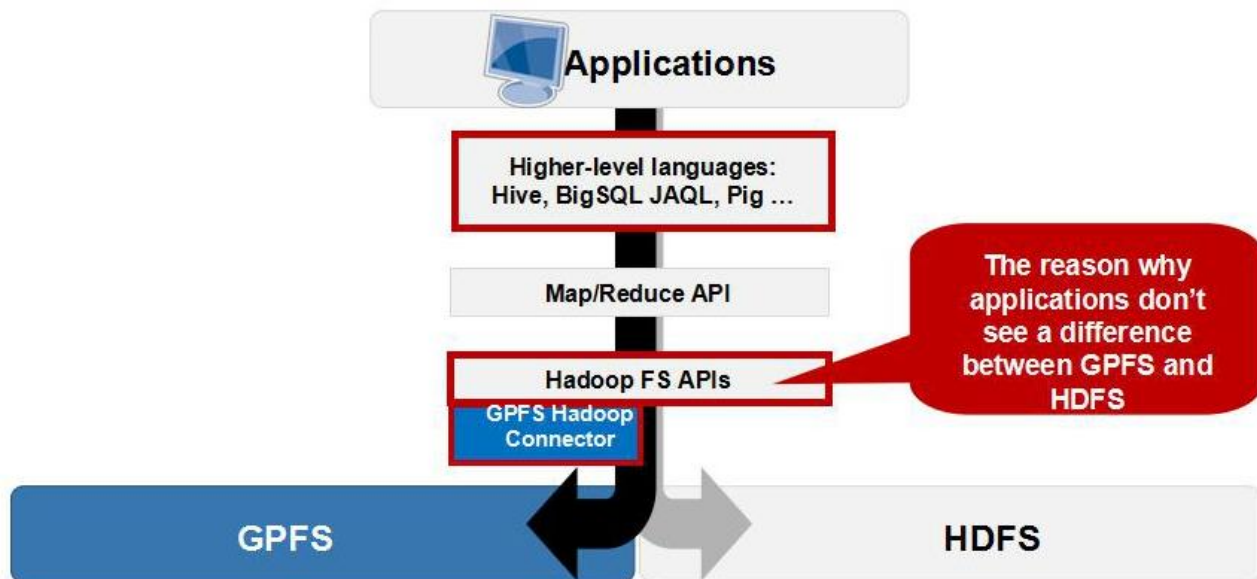 Applications
Higher-level languages:
Hive, BigSQL JAQL, Pig ...
Map/Reduce API
The reason why
applications don’t
see a difference
between GPFS and
HDFS
Hadoop FS APIs
GPFS Hadoop
Connector
GPFS
HDFS